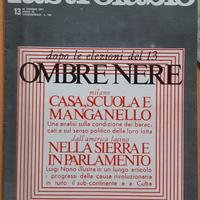 l'astrolabio
13
dopo le elezioni del 13
OMBRE NERE
milano
CASA, SCUOLA E
MANGANELLO
Una analisi sulla condizione dei barac-
cati e sul senso politico della loro lotta
dall'america latina
NELLA SIERRA E
IN PARLAMENTO
Luigi Nono illustra in un lungo articolo
i progressi della causa rivoluzionaria
in tutto il sub-continente e a Cuba